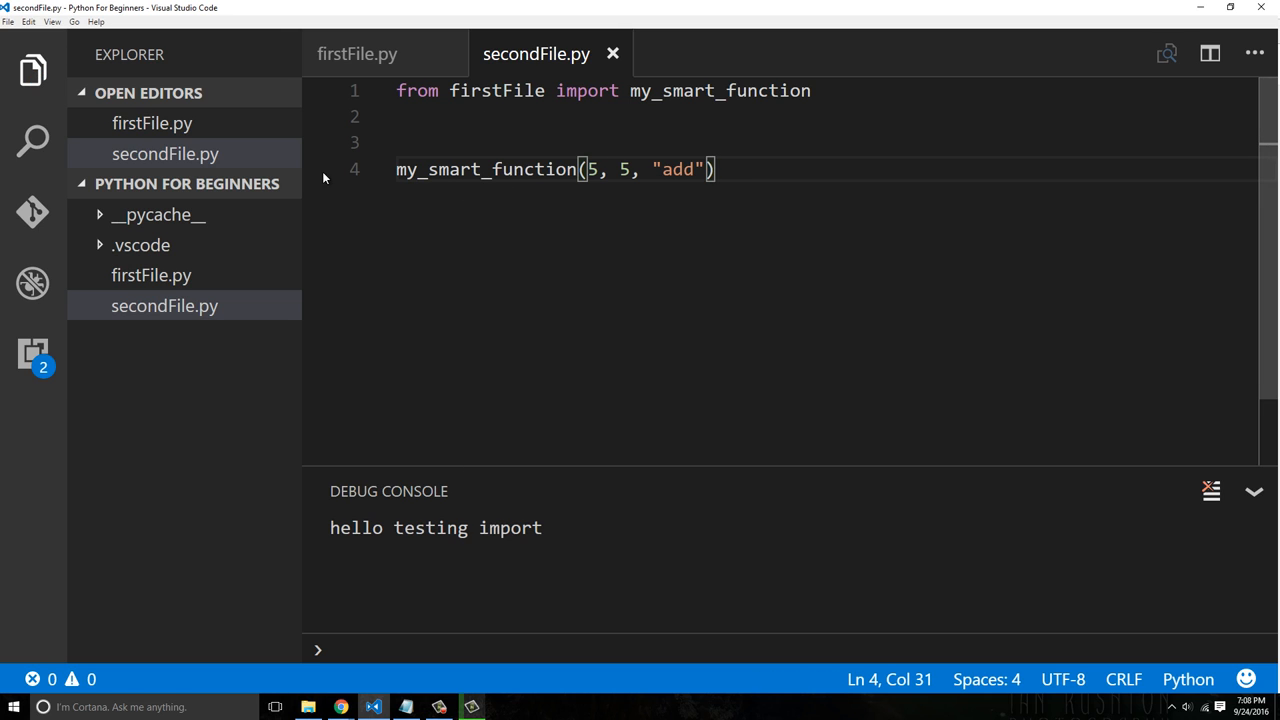 secondFile.py - Python For Beginners - Visual Studio Code
File Edit View Go Help
EXPLORER
OPEN EDITORS
firstFile.py
secondFile.py
PYTHON FOR BEGINNERS
__pycache__
.vscode
firstFile.py
secondFile.py
2
firstFile.py
secondFile.py
1 from firstFile import my_smart_function
2
3
4 my_smart_function(5, 5, "add")
DEBUG CONSOLE
hello testing import
0 0
Ln 4, Col 31 Spaces: 4 UTF-8 CRLF Python
I'm Cortana. Ask me anything.
7:08 PM
9/24/2016